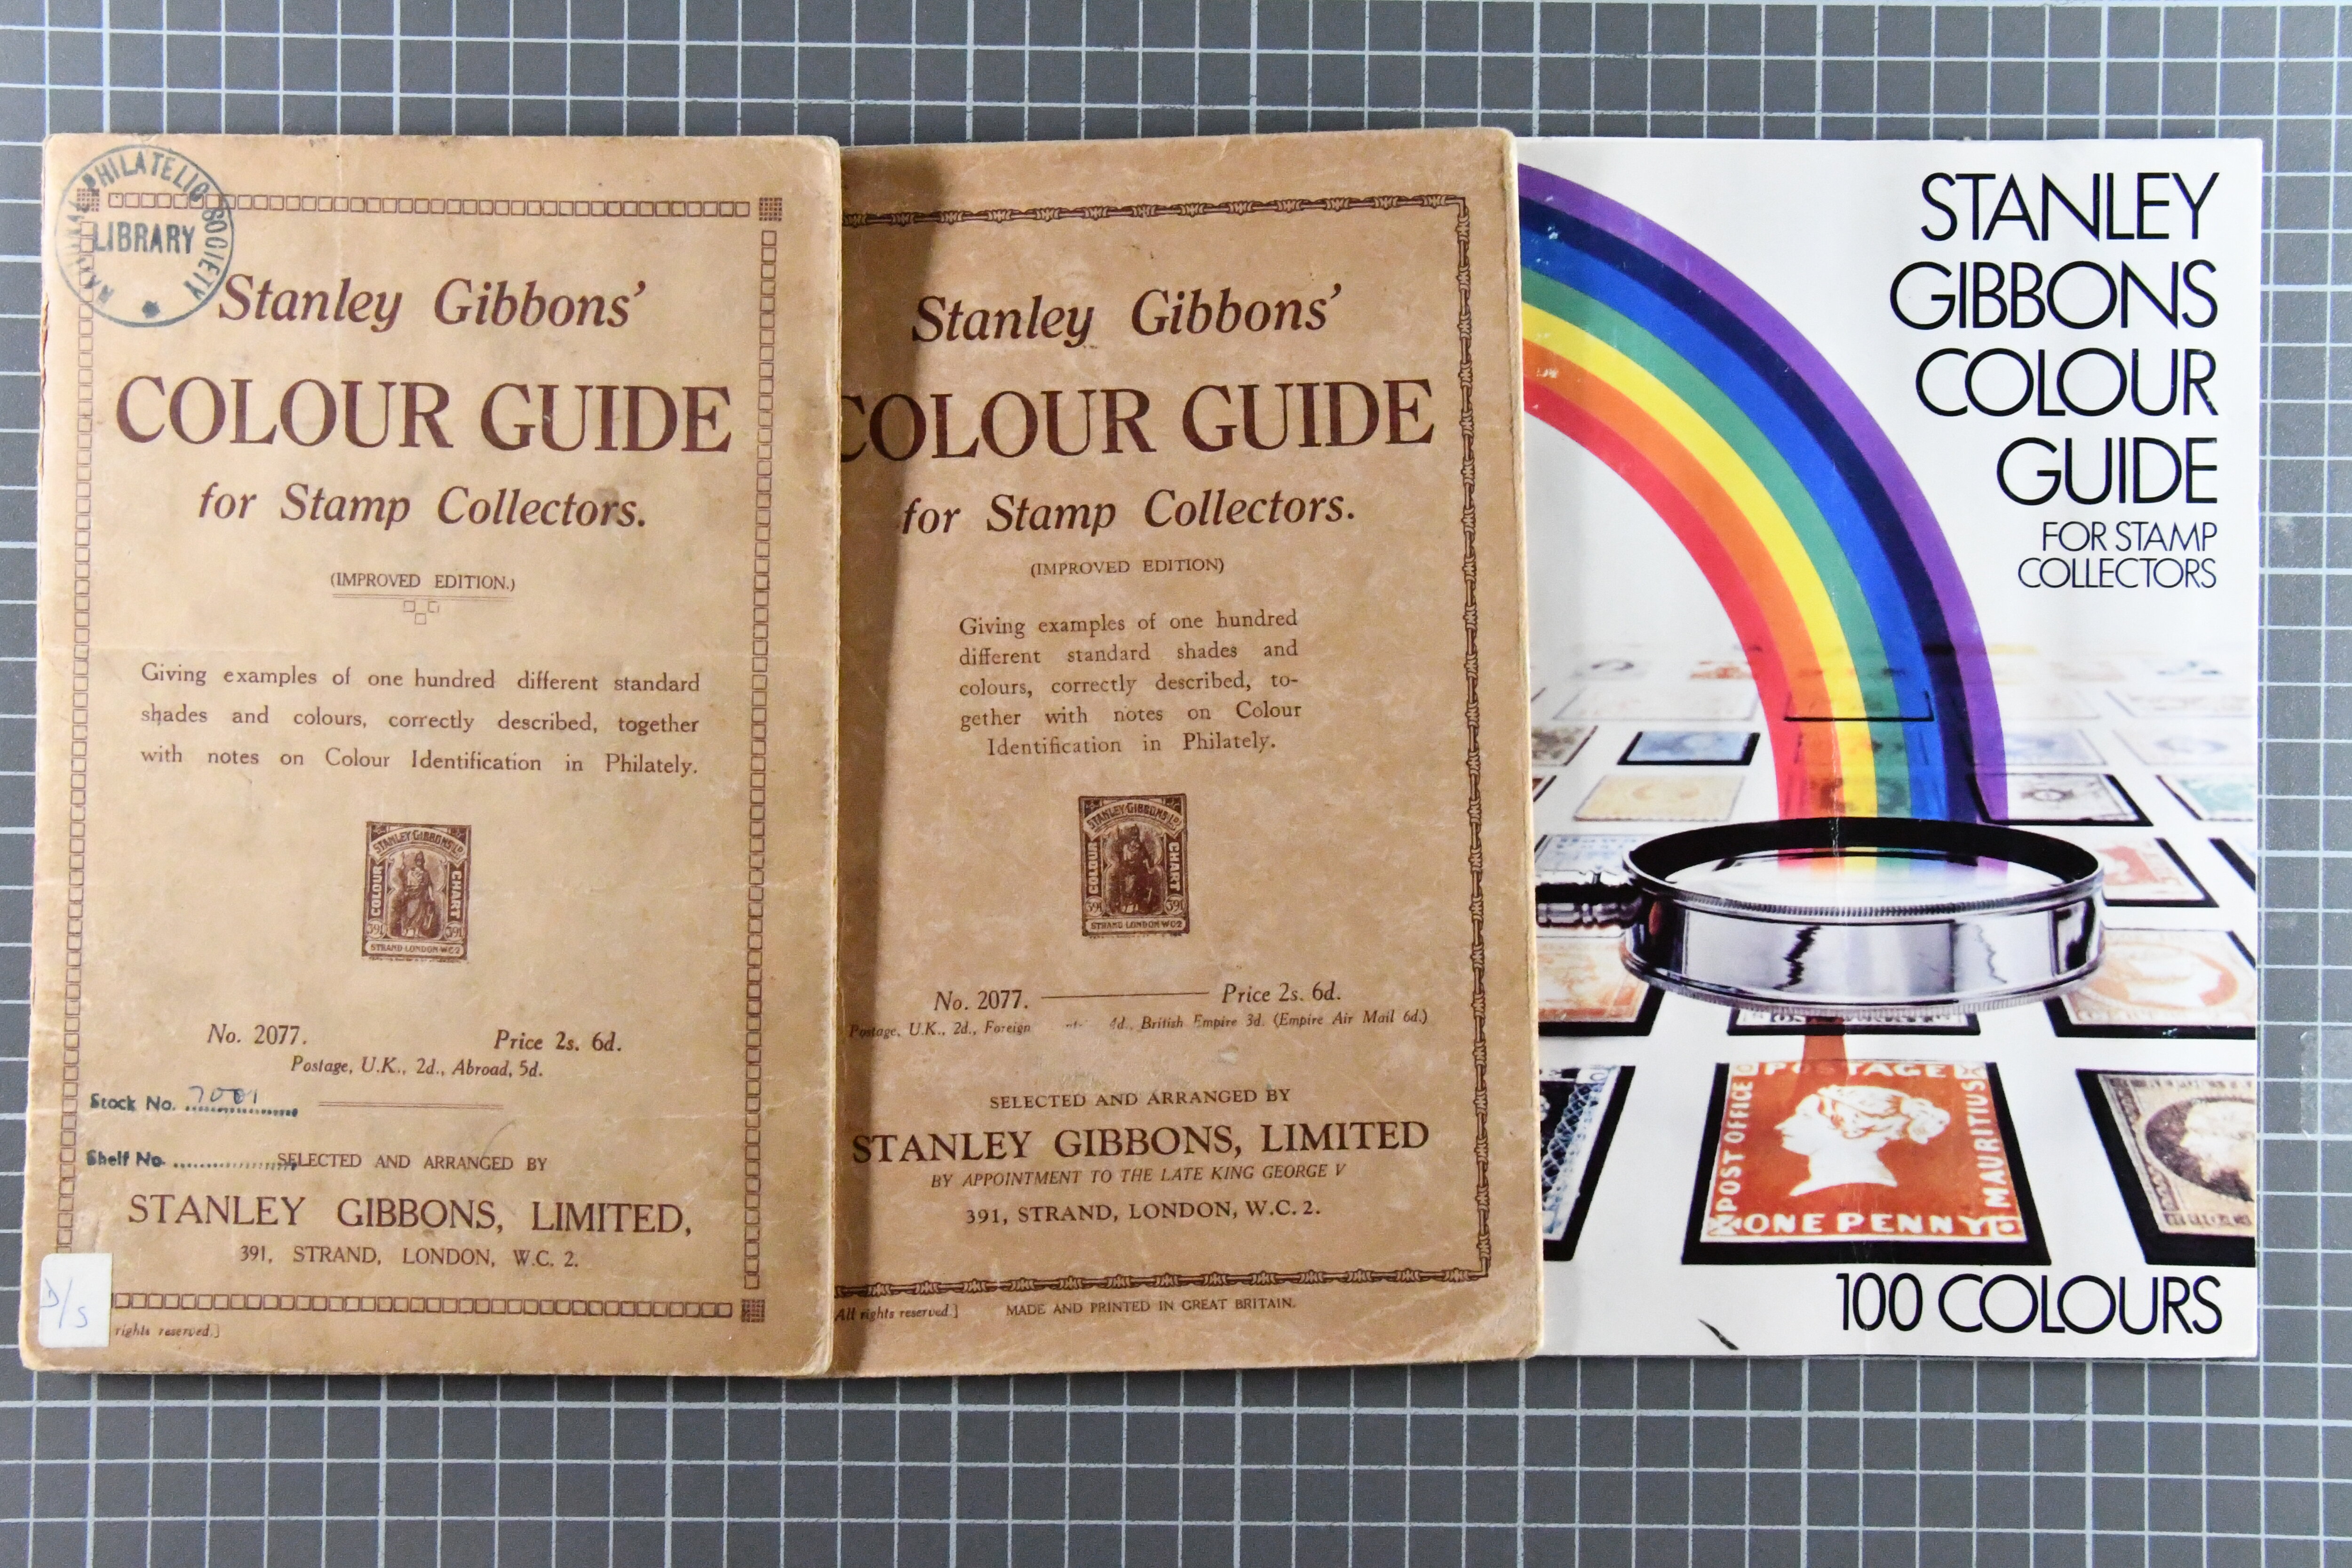 PHILATELIC SOCIETY
LIBRARY
Stanley Gibbons'
COLOUR GUIDE
for Stamp Collectors.
(IMPROVED EDITION.)
Giving examples of one hundred different standard
shades and colours, correctly described, together
with notes on Colour Identification in Philately.
STANLEY GIBBONS LD
COLOUR
CHART
391
391
STRAND LONDON W.C.2
No. 2077.
Price 2s. 6d.
Postage, U.K., 2d., Abroad, 5d.
Stock No. 7001
Shelf No.
SELECTED AND ARRANGED BY
STANLEY GIBBONS, LIMITED,
391, STRAND, LONDON, W.C. 2.
D/S
rights reserved.]
Stanley Gibbons'
COLOUR GUIDE
for Stamp Collectors.
(IMPROVED EDITION)
Giving examples of one hundred
different standard shades and
colours, correctly described, to-
gether with notes on Colour
Identification in Philately.
STANLEY GIBBONS LD
COLOUR
CHART
391
391
STRAND LONDON W.C.2
No. 2077.
Price 2s. 6d.
Postage, U.K., 2d., Foreign 4d., British Empire 3d. (Empire Air Mail 6d.)
SELECTED AND ARRANGED BY
STANLEY GIBBONS, LIMITED
BY APPOINTMENT TO THE LATE KING GEORGE V
391, STRAND, LONDON, W.C. 2.
All rights reserved.]
MADE AND PRINTED IN GREAT BRITAIN.
STANLEY
GIBBONS
COLOUR
GUIDE
FOR STAMP
COLLECTORS
POSTAGE
POST OFFICE
MAURITIUS
ONE PENNY
100 COLOURS